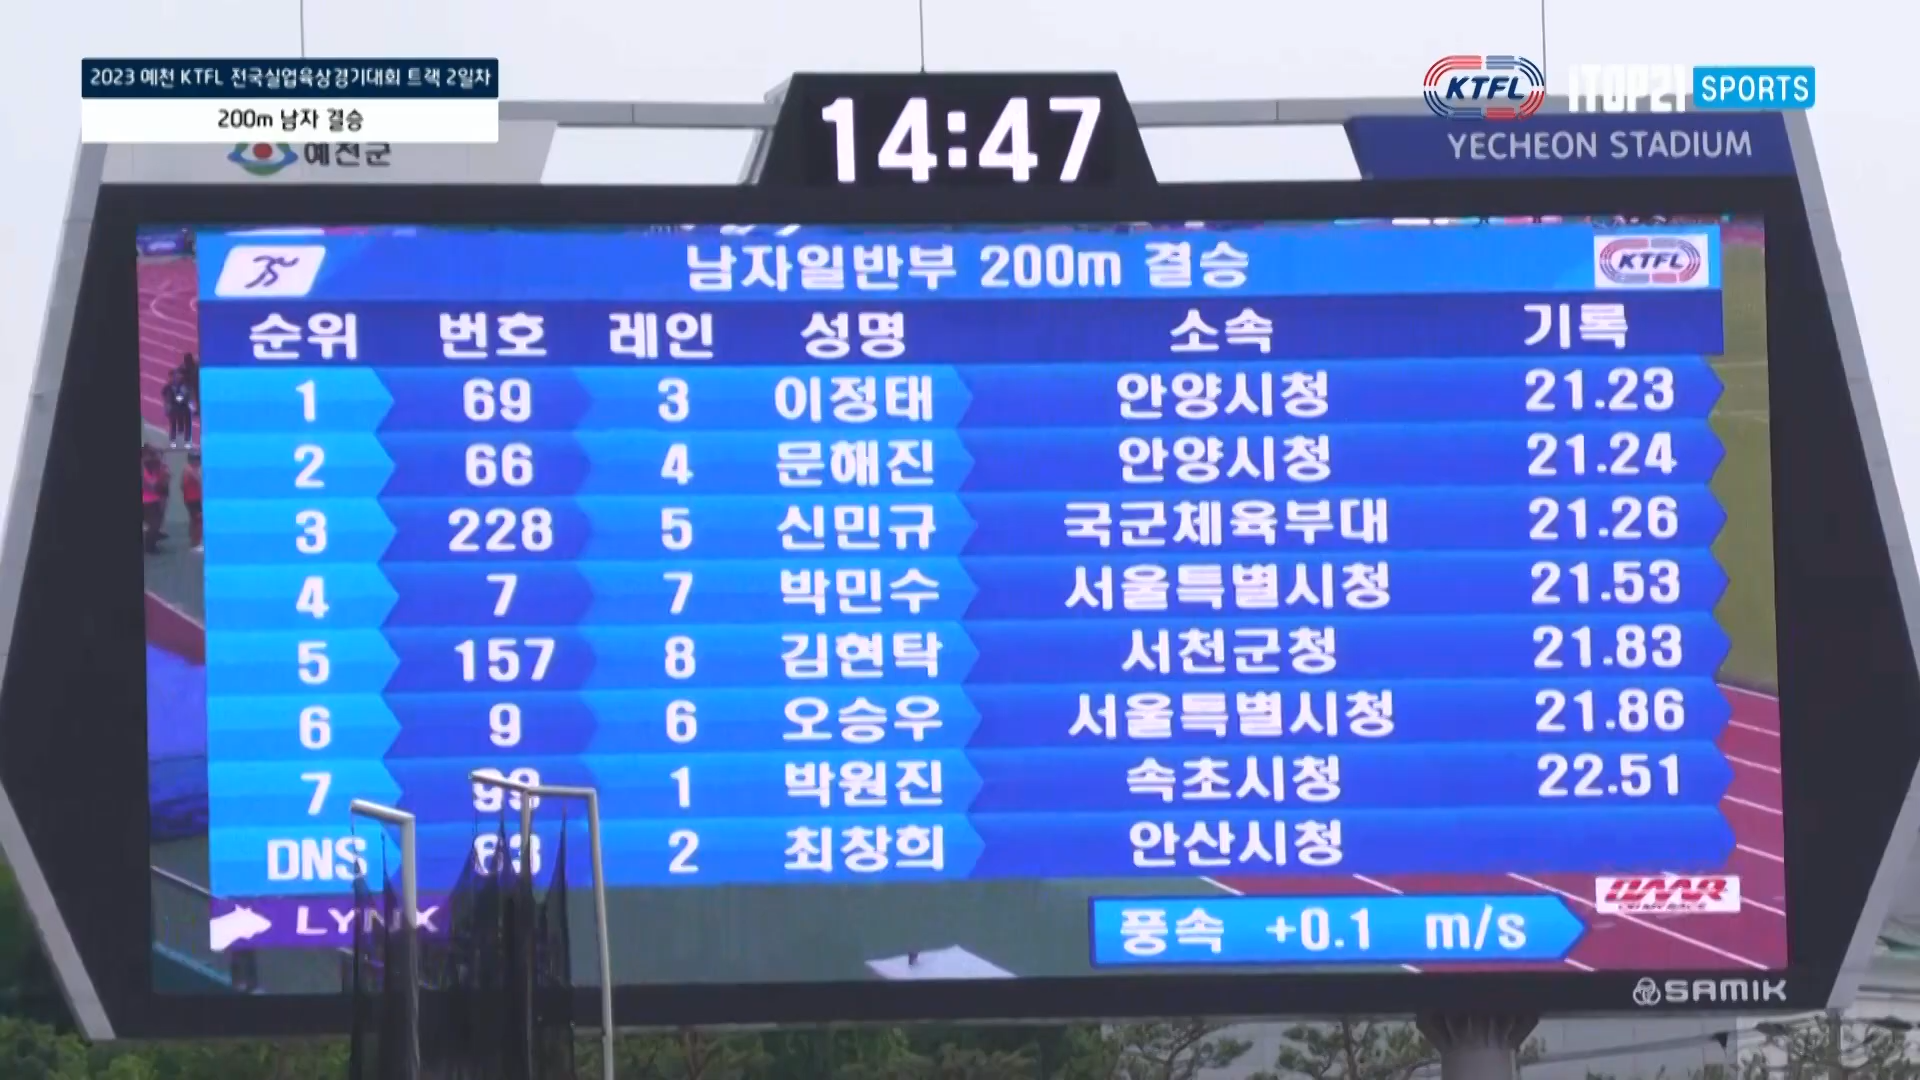 2023 예천 KTFL 전국실업육상경기대회 트랙 2일차
200m 남자 결승
KTFL iTOP21 SPORTS
예천군
14:47
YECHEON STADIUM
남자일반부 200m 결승
KTFL
순위 번호 레인 성명 소속 기록
1 69 3 이정태 안양시청 21.23
2 66 4 문해진 안양시청 21.24
3 228 5 신민규 국군체육부대 21.26
4 7 7 박민수 서울특별시청 21.53
5 157 8 김현탁 서천군청 21.83
6 9 6 오승우 서울특별시청 21.86
7 1 박원진 속초시청 22.51
DNS 63 2 최창희 안산시청
LYNX
풍속 +0.1 m/s
SAMIK